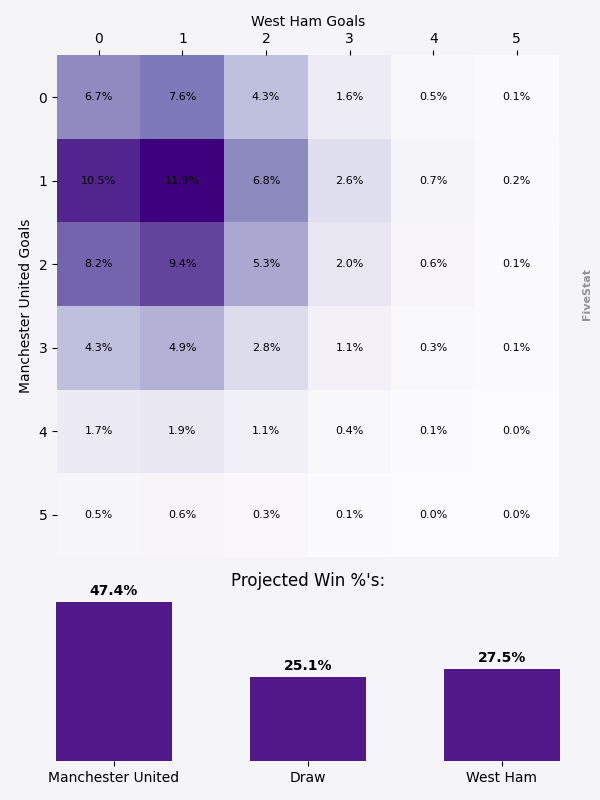 West Ham Goals
0 1 2 3 4 5
0 6.7% 7.6% 4.3% 1.6% 0.5% 0.1%
1 10.5% 11.9% 6.8% 2.6% 0.7% 0.2%
2 8.2% 9.4% 5.3% 2.0% 0.6% 0.1%
3 4.3% 4.9% 2.8% 1.1% 0.3% 0.1%
4 1.7% 1.9% 1.1% 0.4% 0.1% 0.0%
5 0.5% 0.6% 0.3% 0.1% 0.0% 0.0%
Manchester United Goals
FiveStat
Projected Win %'s:
47.4% 25.1% 27.5%
Manchester United Draw West Ham